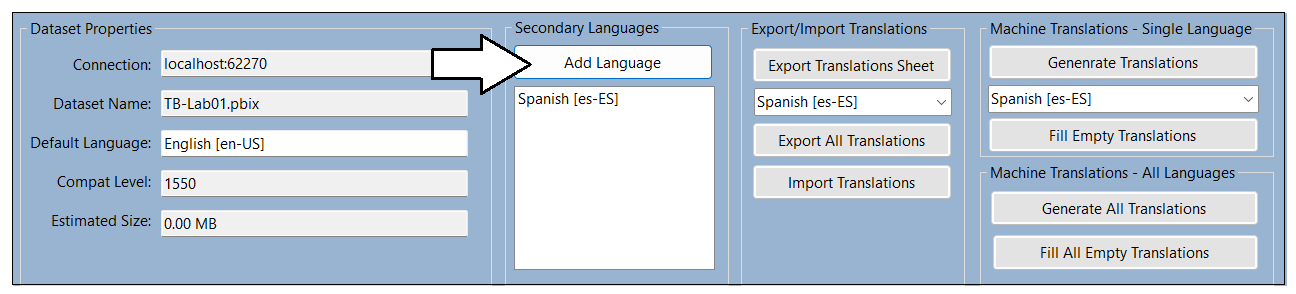 Dataset Properties
Connection: localhost:62270
Dataset Name: TB-Lab01.pbix
Default Language: English [en-US]
Compat Level: 1550
Estimated Size: 0.00 MB
Secondary Languages
Add Language
Spanish [es-ES]
Export/Import Translations
Export Translations Sheet
Spanish [es-ES]
Export All Translations
Import Translations
Machine Translations - Single Language
Genenrate Translations
Spanish [es-ES]
Fill Empty Translations
Machine Translations - All Languages
Generate All Translations
Fill All Empty Translations